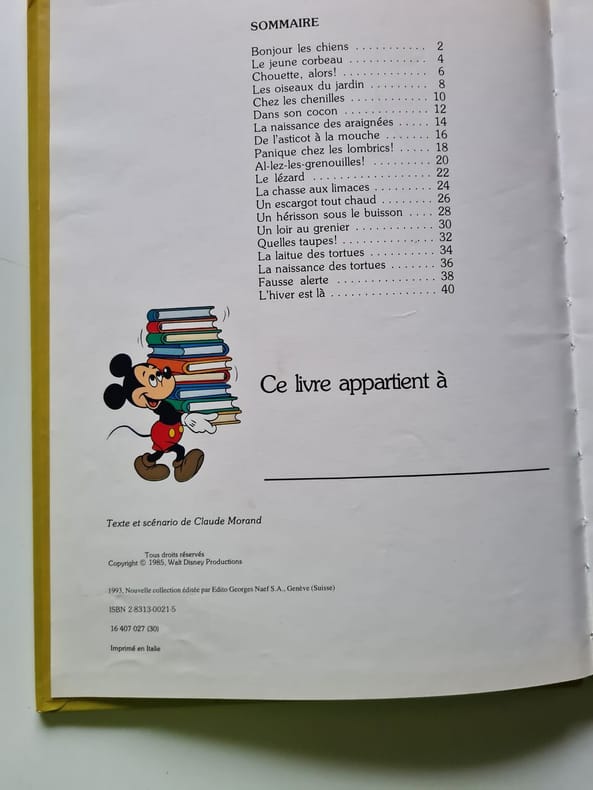 SOMMAIRE
Bonjour les chiens . . . . . . . . . . . 2
Le jeune corbeau . . . . . . . . . . . . 4
Chouette, alors! . . . . . . . . . . . . . 6
Les oiseaux du jardin . . . . . . . . . 8
Chez les chenilles . . . . . . . . . . . . 10
Dans son cocon . . . . . . . . . . . . . 12
La naissance des araignées . . . . . 14
De l'asticot à la mouche . . . . . . . 16
Panique chez les lombrics! . . . . . 18
Al-lez-les-grenouilles! . . . . . . . . . 20
Le lézard . . . . . . . . . . . . . . . . . . 22
La chasse aux limaces . . . . . . . . . 24
Un escargot tout chaud . . . . . . . . 26
Un hérisson sous le buisson . . . . 28
Un loir au grenier . . . . . . . . . . . . 30
Quelles taupes! . . . . . . . . . . . . . . 32
La laitue des tortues . . . . . . . . . . 34
La naissance des tortues . . . . . . . 36
Fausse alerte . . . . . . . . . . . . . . . 38
L'hiver est là . . . . . . . . . . . . . . . . 40
Ce livre appartient à
Texte et scénario de Claude Morand
Tous droits réservés
Copyright © 1985, Walt Disney Productions
1993, Nouvelle collection éditée par Edito Georges Naef S.A., Genève (Suisse)
ISBN 2-8313-0021-5
16 407 027 (30)
Imprimé en Italie